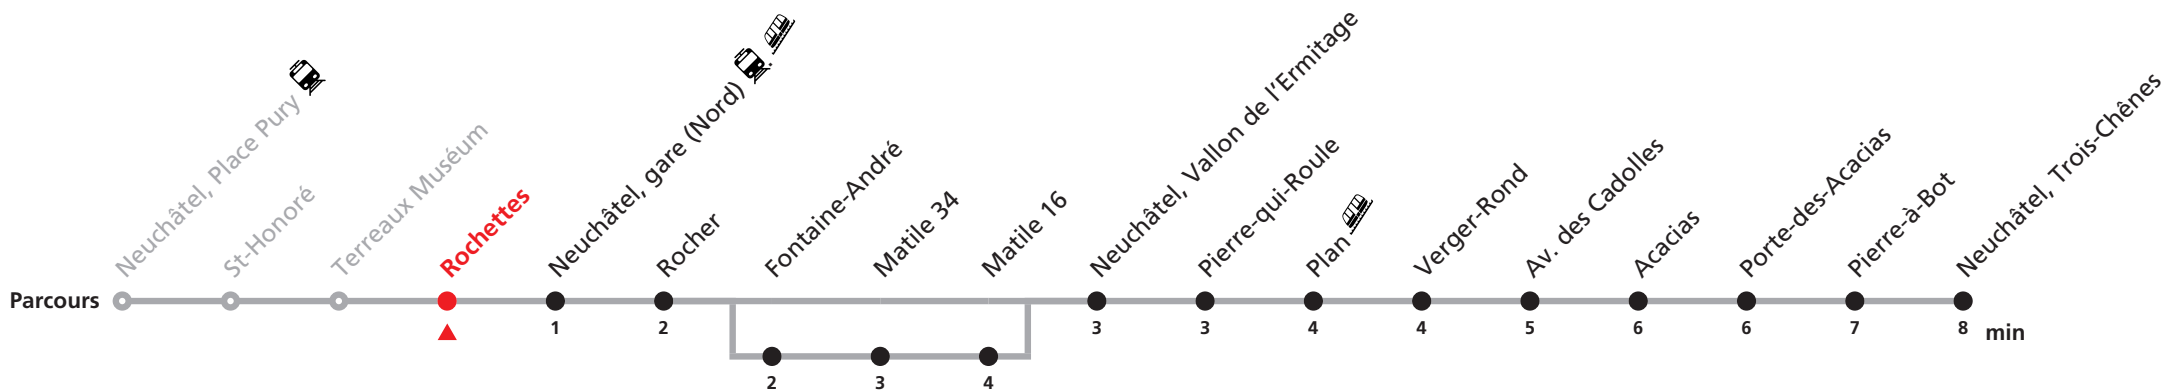 Neuchâtel, Place Pury
St-Honoré
Terreaux Muséum
Rochettes
Neuchâtel, gare (Nord)
Rocher
Fontaine-André
Matile 34
Matile 16
Neuchâtel, Vallon de l'Ermitage
Pierre-qui-Roule
Plan
Verger-Rond
Av. des Cadolles
Acacias
Porte-des-Acacias
Pierre-à-Bot
Neuchâtel, Trois-Chênes
Parcours
1 2 3 3 4 4 5 6 6 7 8 min
2 3 4